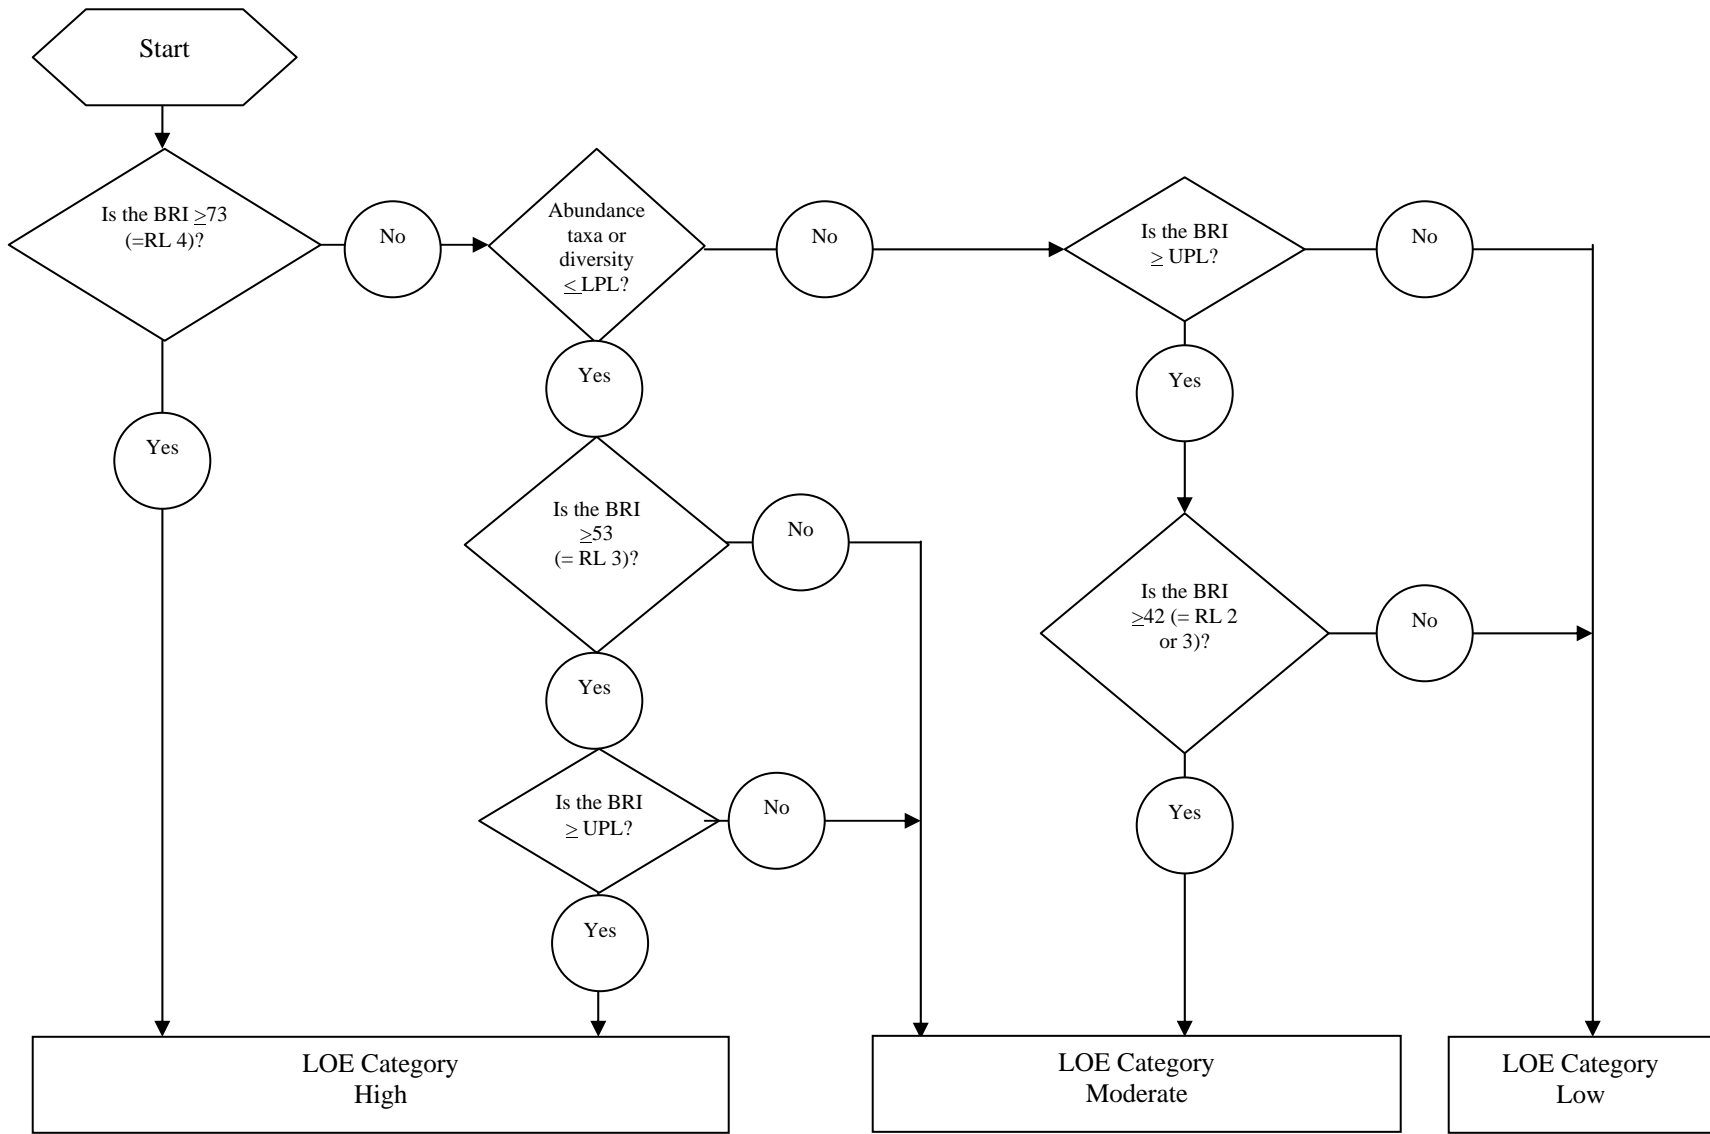 Start
Is the BRI ≥73
(=RL 4)?
No
Abundance
taxa or
diversity
≤ LPL?
No
Is the BRI
≥ UPL?
No
Yes
Yes
Yes
Is the BRI
≥53
(= RL 3)?
No
Is the BRI
≥42 (= RL 2
or 3)?
No
Yes
Is the BRI
≥ UPL?
No
Yes
Yes
LOE Category
High
LOE Category
Moderate
LOE Category
Low